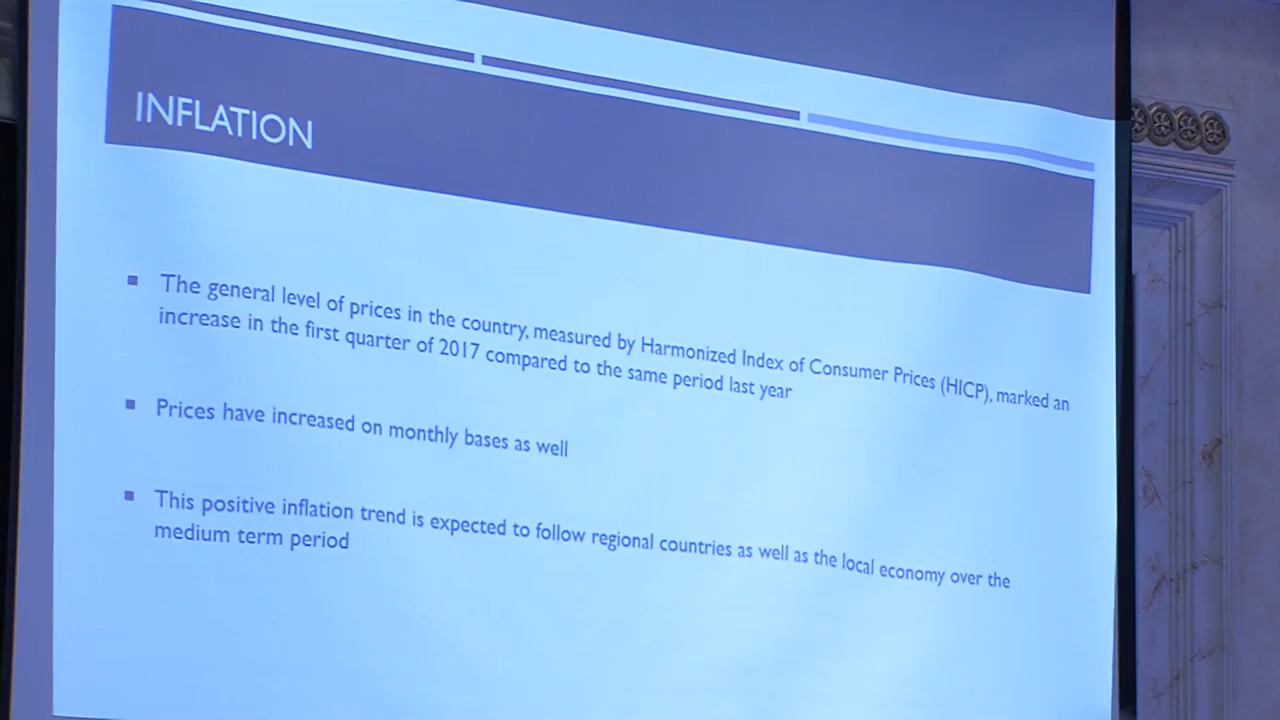 INFLATION
The general level of prices in the country, measured by Harmonized Index of Consumer Prices (HICP), marked an
increase in the first quarter of 2017 compared to the same period last year
Prices have increased on monthly bases as well
This positive inflation trend is expected to follow regional countries as well as the local economy over the
medium term period